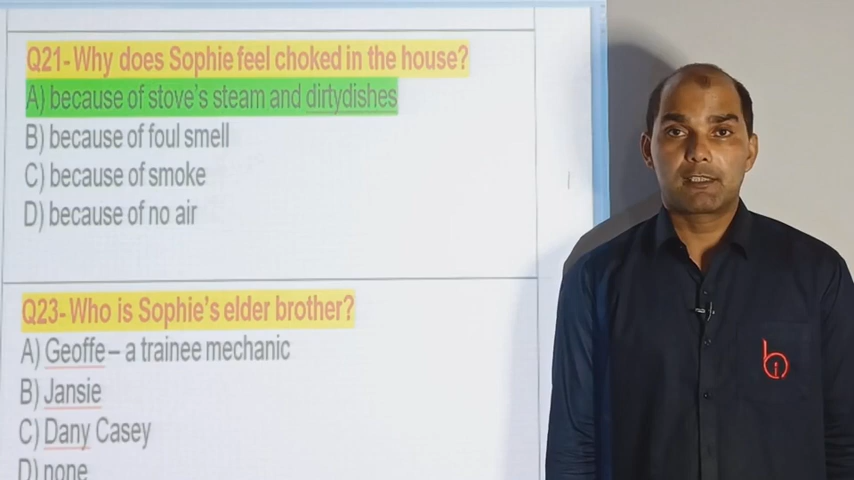 Q21- Why does Sophie feel choked in the house?
A) because of stove's steam and dirtydishes
B) because of foul smell
C) because of smoke
D) because of no air
Q23- Who is Sophie's elder brother?
A) Geoffe – a trainee mechanic
B) Jansie
C) Dany Casey
D) none